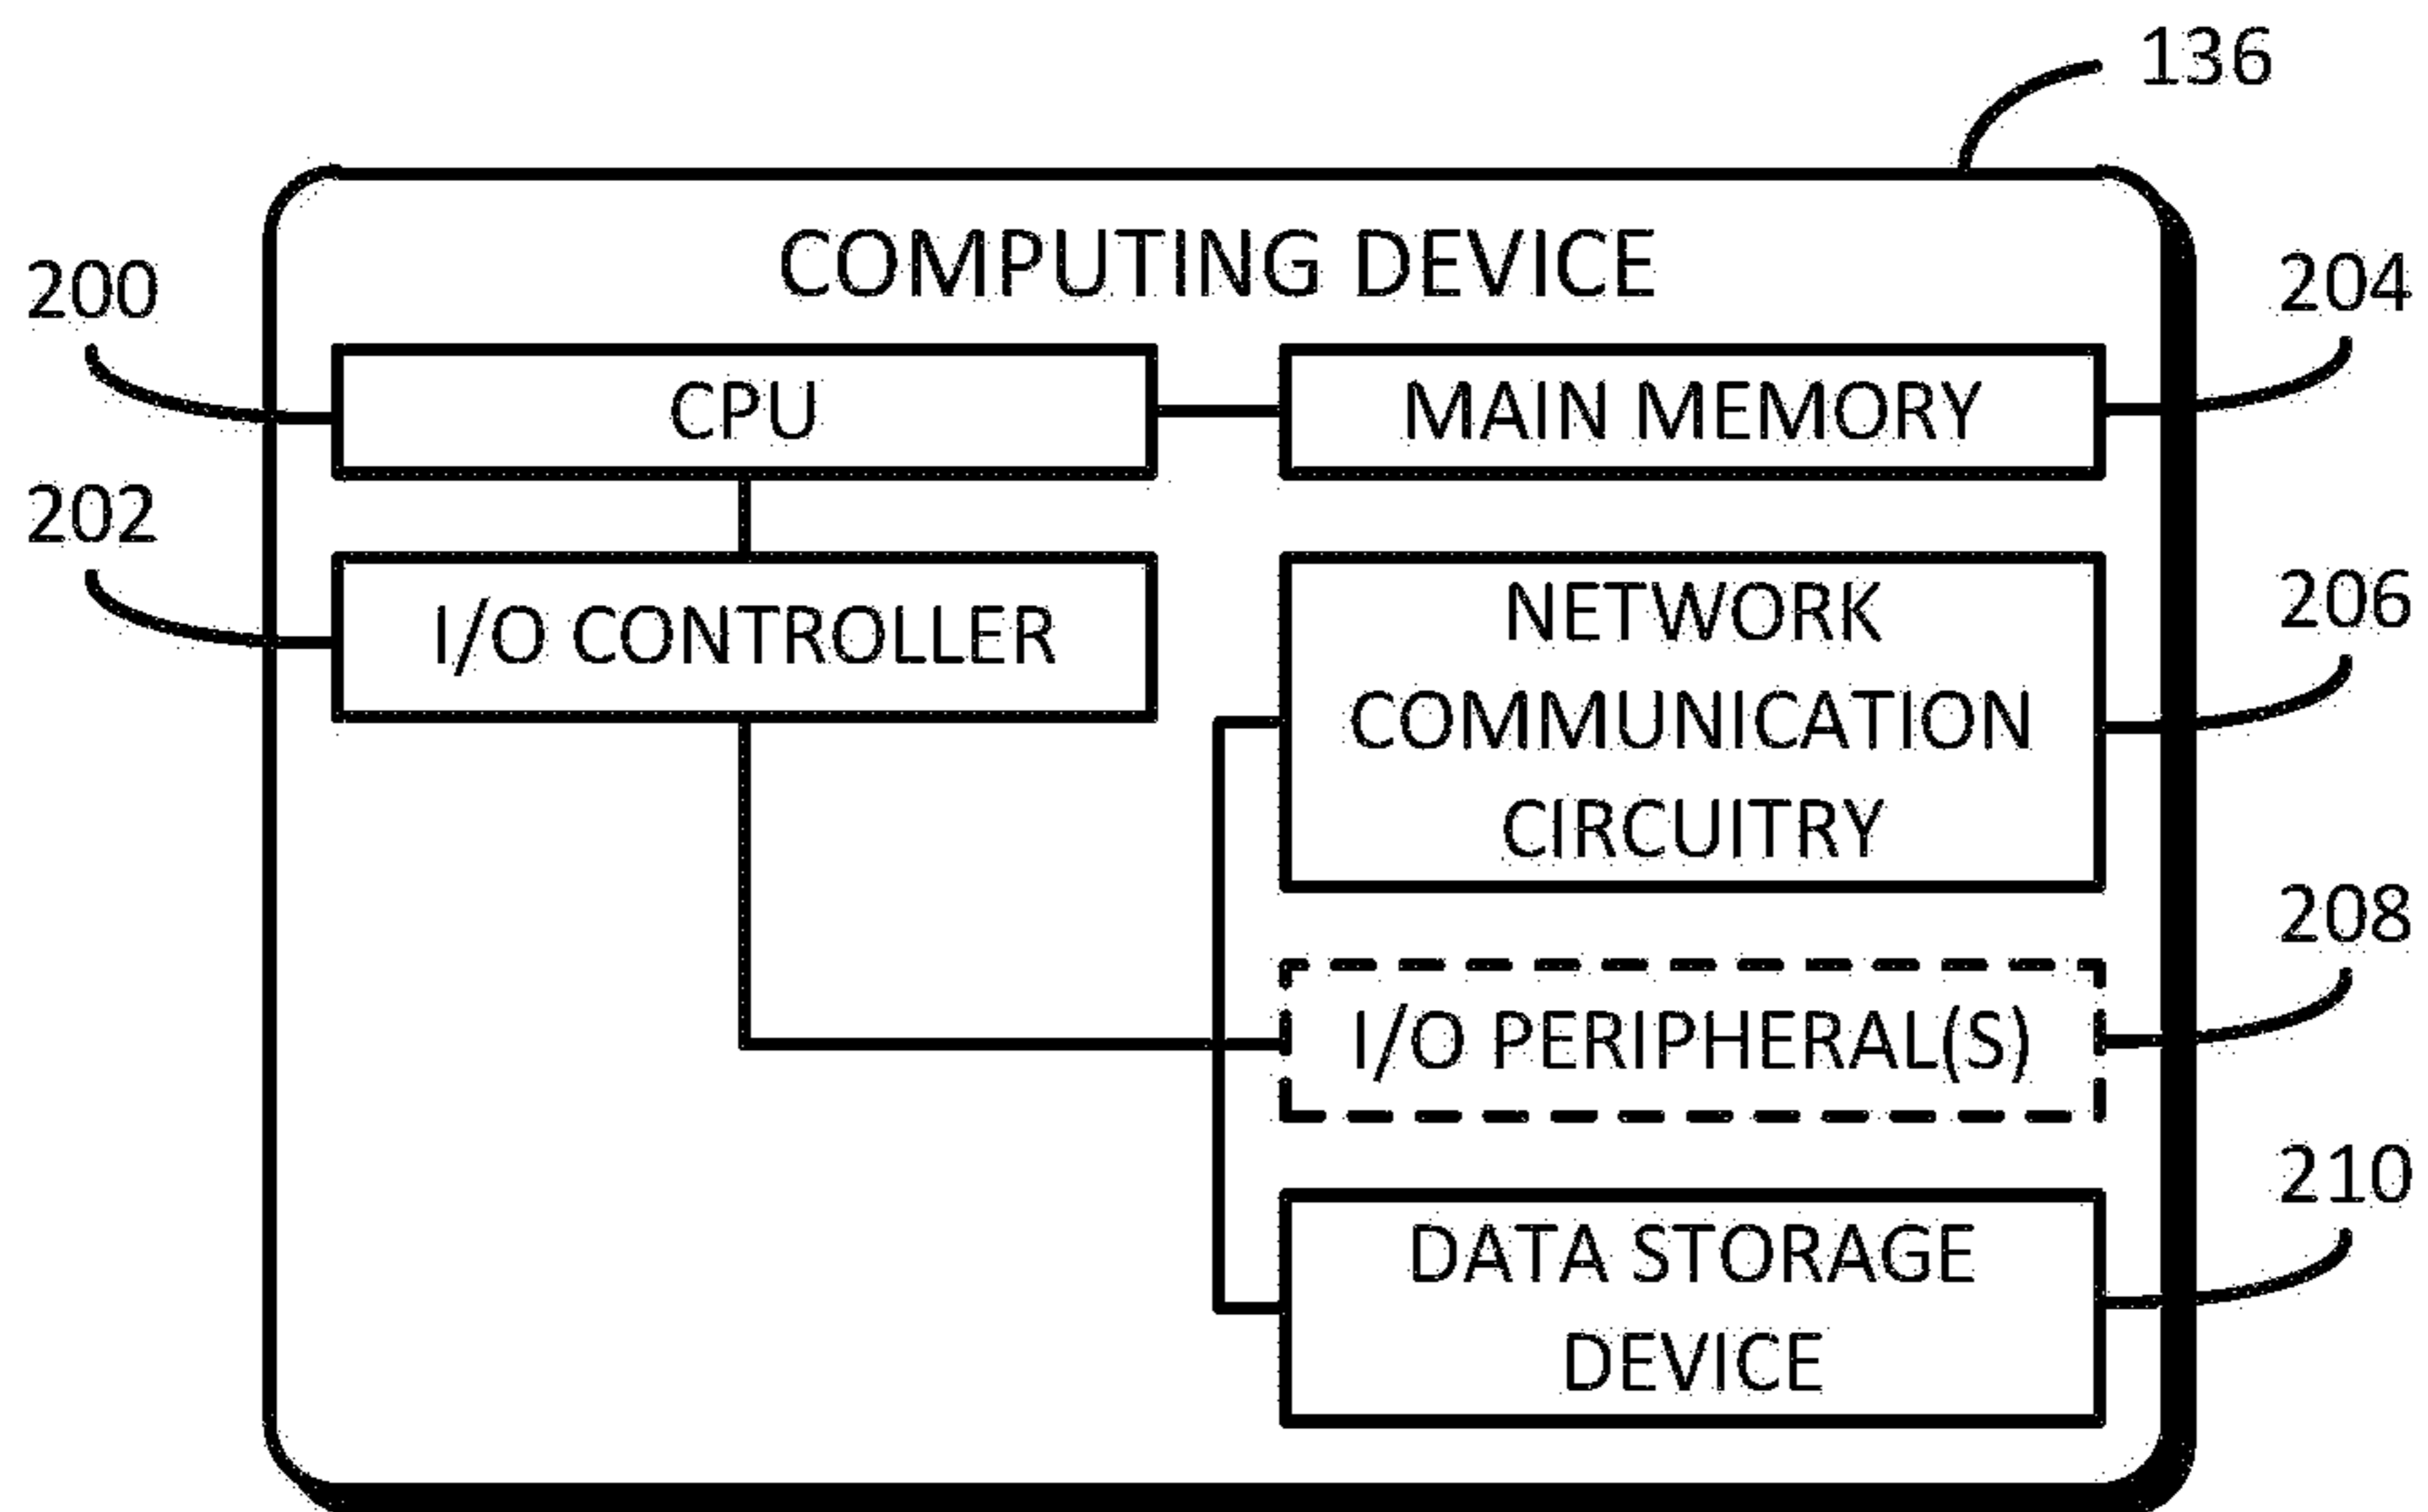 136
COMPUTING DEVICE
200
204
CPU
MAIN MEMORY
202
206
I/O CONTROLLER
NETWORK
COMMUNICATION
CIRCUITRY
208
I/O PERIPHERAL(S)
210
DATA STORAGE
DEVICE